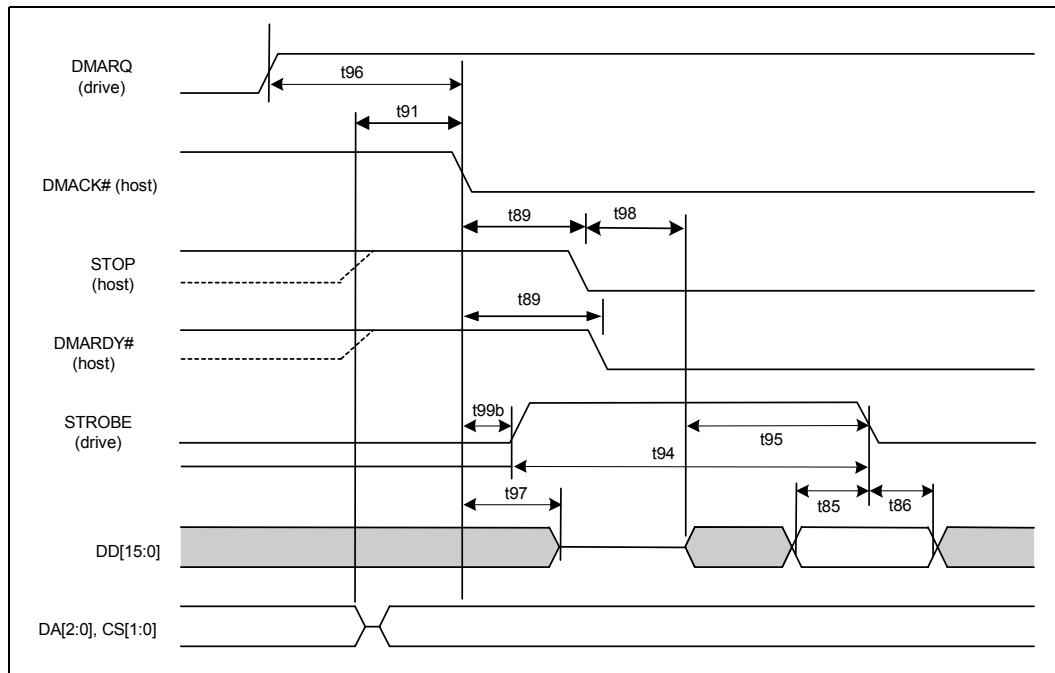 DMARQ
(drive)
t96
t91
DMACK# (host)
t89
t98
STOP
(host)
t89
DMARDY#
(host)
t99b
STROBE
(drive)
t95
t94
t97
t85
t86
DD[15:0]
DA[2:0], CS[1:0]